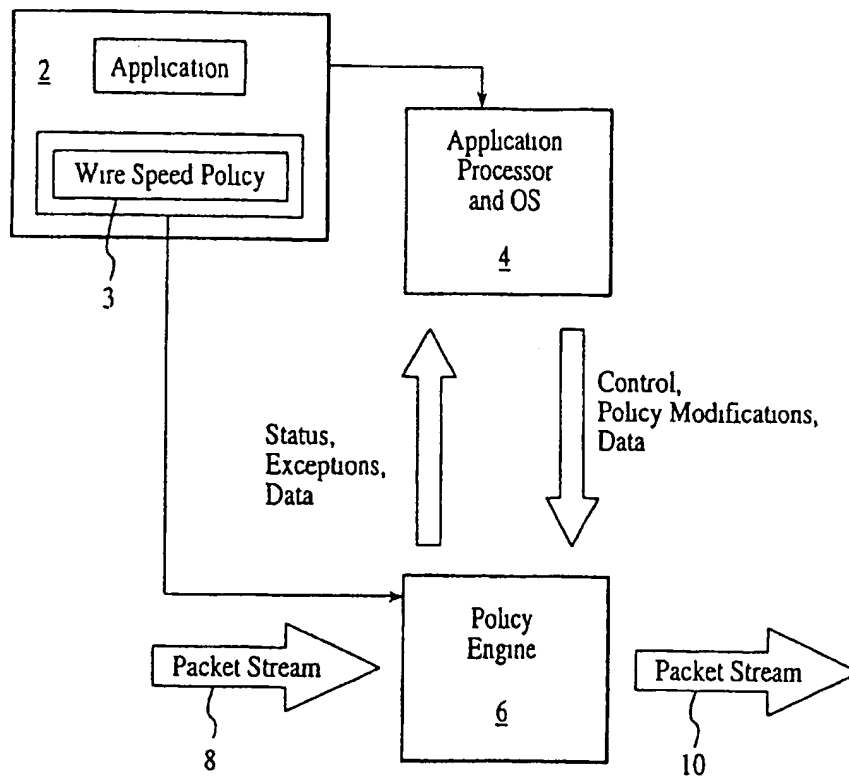 2
Application
Wire Speed Policy
3
Application
Processor
and OS
4
Status,
Exceptions,
Data
Control,
Policy Modifications,
Data
Packet Stream
8
Policy
Engine
6
Packet Stream
10